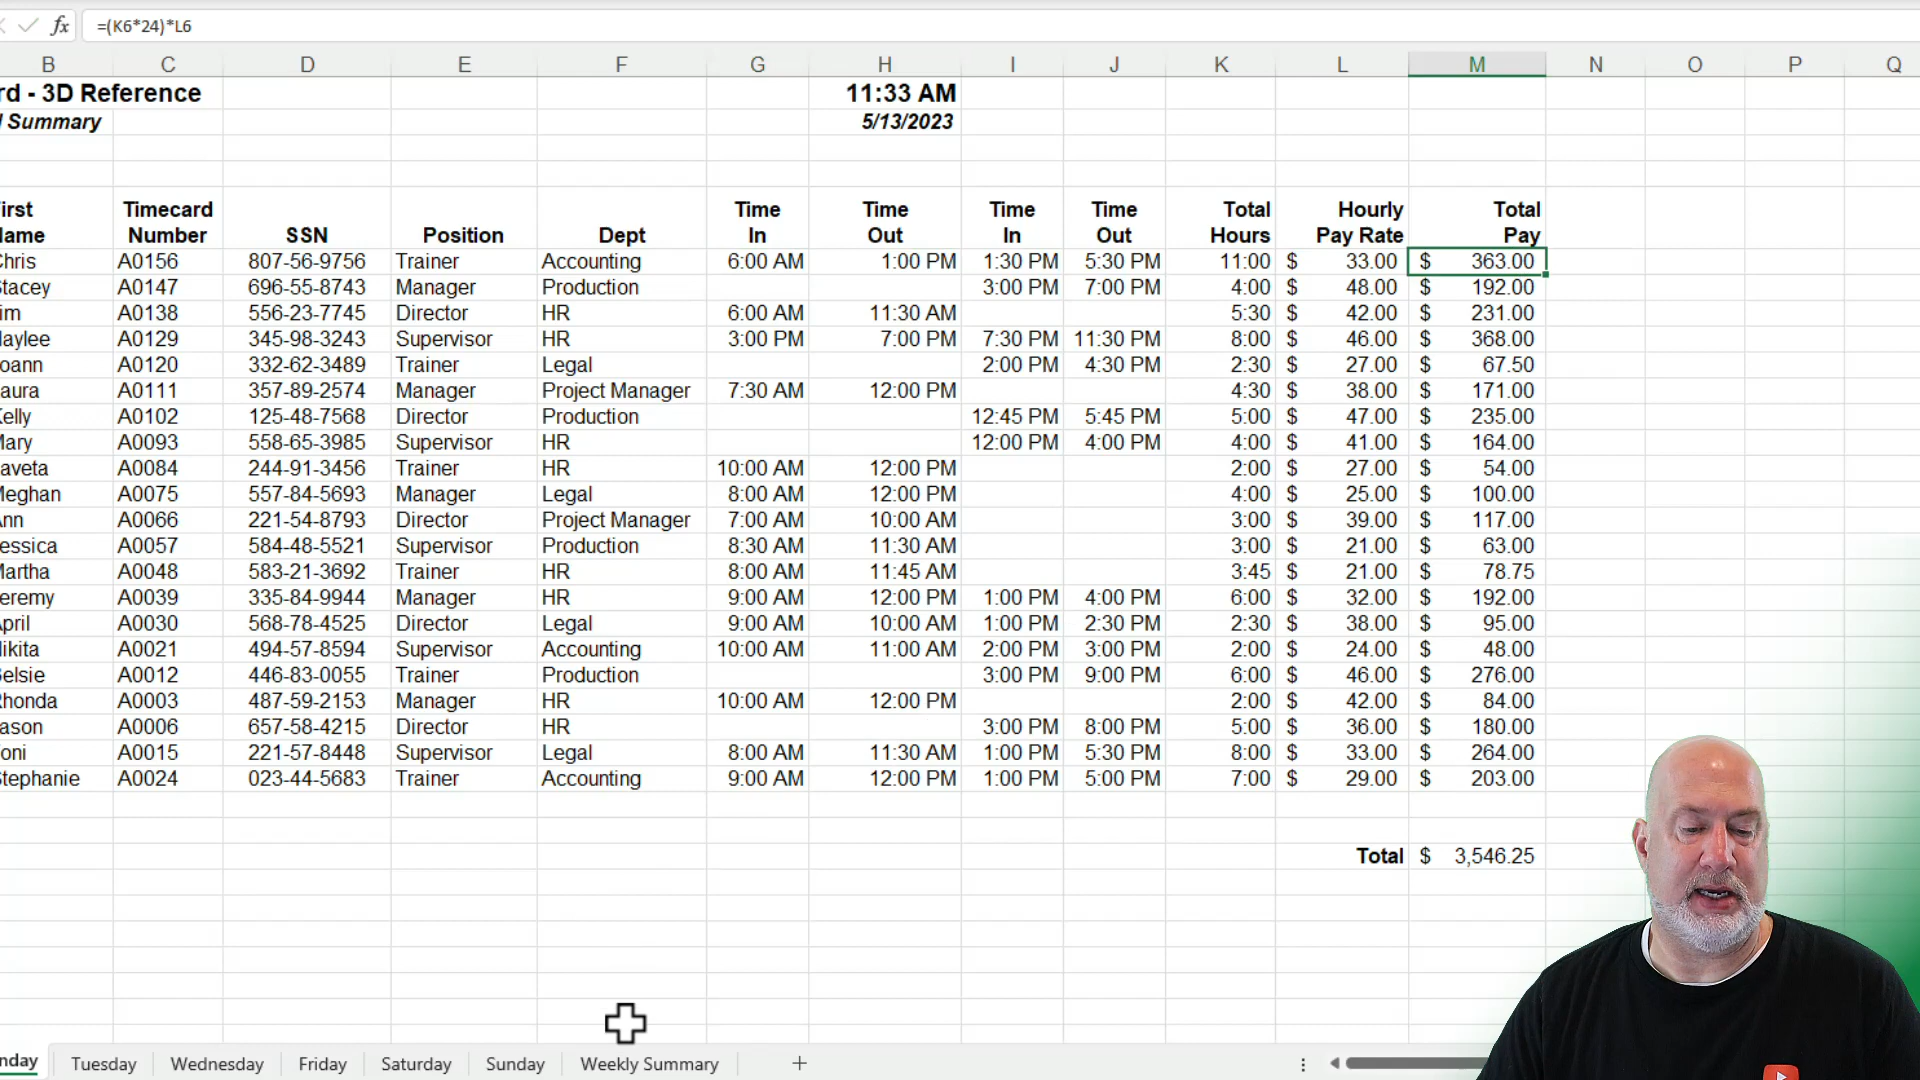 fx =(K6*24)*L6
B C D E F G H I J K L M N O P Q
rd - 3D Reference 11:33 AM
l Summary 5/13/2023
irst Timecard Time Time Time Time Total Hourly Total
ame Number SSN Position Dept In Out In Out Hours Pay Rate Pay
Chris A0156 807-56-9756 Trainer Accounting 6:00 AM 1:00 PM 1:30 PM 5:30 PM 11:00 $ 33.00 $ 363.00
Stacey A0147 696-55-8743 Manager Production 3:00 PM 7:00 PM 4:00 $ 48.00 $ 192.00
im A0138 556-23-7745 Director HR 6:00 AM 11:30 AM 5:30 $ 42.00 $ 231.00
aylee A0129 345-98-3243 Supervisor HR 3:00 PM 7:00 PM 7:30 PM 11:30 PM 8:00 $ 46.00 $ 368.00
oann A0120 332-62-3489 Trainer Legal 2:00 PM 4:30 PM 2:30 $ 27.00 $ 67.50
aura A0111 357-89-2574 Manager Project Manager 7:30 AM 12:00 PM 4:30 $ 38.00 $ 171.00
Kelly A0102 125-48-7568 Director Production 12:45 PM 5:45 PM 5:00 $ 47.00 $ 235.00
Mary A0093 558-65-3985 Supervisor HR 12:00 PM 4:00 PM 4:00 $ 41.00 $ 164.00
aveta A0084 244-91-3456 Trainer HR 10:00 AM 12:00 PM 2:00 $ 27.00 $ 54.00
Meghan A0075 557-84-5693 Manager Legal 8:00 AM 12:00 PM 4:00 $ 25.00 $ 100.00
Ann A0066 221-54-8793 Director Project Manager 7:00 AM 10:00 AM 3:00 $ 39.00 $ 117.00
essica A0057 584-48-5521 Supervisor Production 8:30 AM 11:30 AM 3:00 $ 21.00 $ 63.00
Martha A0048 583-21-3692 Trainer HR 8:00 AM 11:45 AM 3:45 $ 21.00 $ 78.75
eremy A0039 335-84-9944 Manager HR 9:00 AM 12:00 PM 1:00 PM 4:00 PM 6:00 $ 32.00 $ 192.00
April A0030 568-78-4525 Director Legal 9:00 AM 10:00 AM 1:00 PM 2:30 PM 2:30 $ 38.00 $ 95.00
ikita A0021 494-57-8594 Supervisor Accounting 10:00 AM 11:00 AM 2:00 PM 3:00 PM 2:00 $ 24.00 $ 48.00
elsie A0012 446-83-0055 Trainer Production 3:00 PM 9:00 PM 6:00 $ 46.00 $ 276.00
Rhonda A0003 487-59-2153 Manager HR 10:00 AM 12:00 PM 2:00 $ 42.00 $ 84.00
ason A0006 657-58-4215 Director HR 3:00 PM 8:00 PM 5:00 $ 36.00 $ 180.00
oni A0015 221-57-8448 Supervisor Legal 8:00 AM 11:30 AM 1:00 PM 5:30 PM 8:00 $ 33.00 $ 264.00
Stephanie A0024 023-44-5683 Trainer Accounting 9:00 AM 12:00 PM 1:00 PM 5:00 PM 7:00 $ 29.00 $ 203.00
Total $ 3,546.25
nday Tuesday Wednesday Friday Saturday Sunday Weekly Summary +